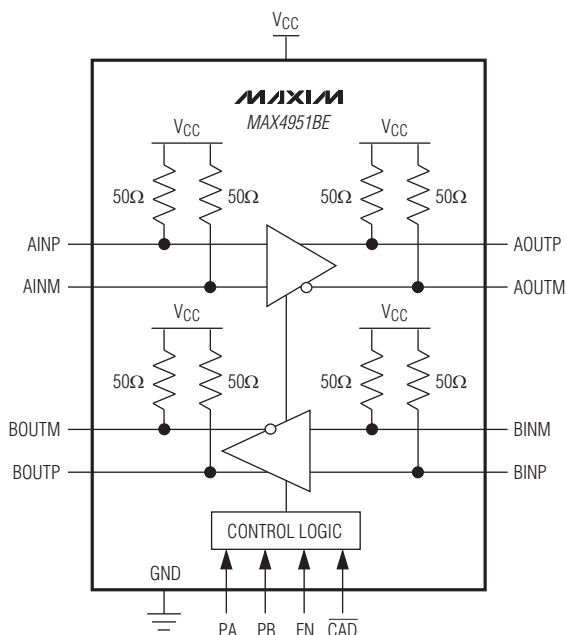 VCC
MAXIM
MAX4951BE
VCC VCC
50Ω 50Ω 50Ω 50Ω
AINP AOUTP
AINM AOUTM
VCC VCC
50Ω 50Ω 50Ω 50Ω
BOUTM BINM
BOUTP BINP
CONTROL LOGIC
GND
PA PB EN C̅A̅D̅